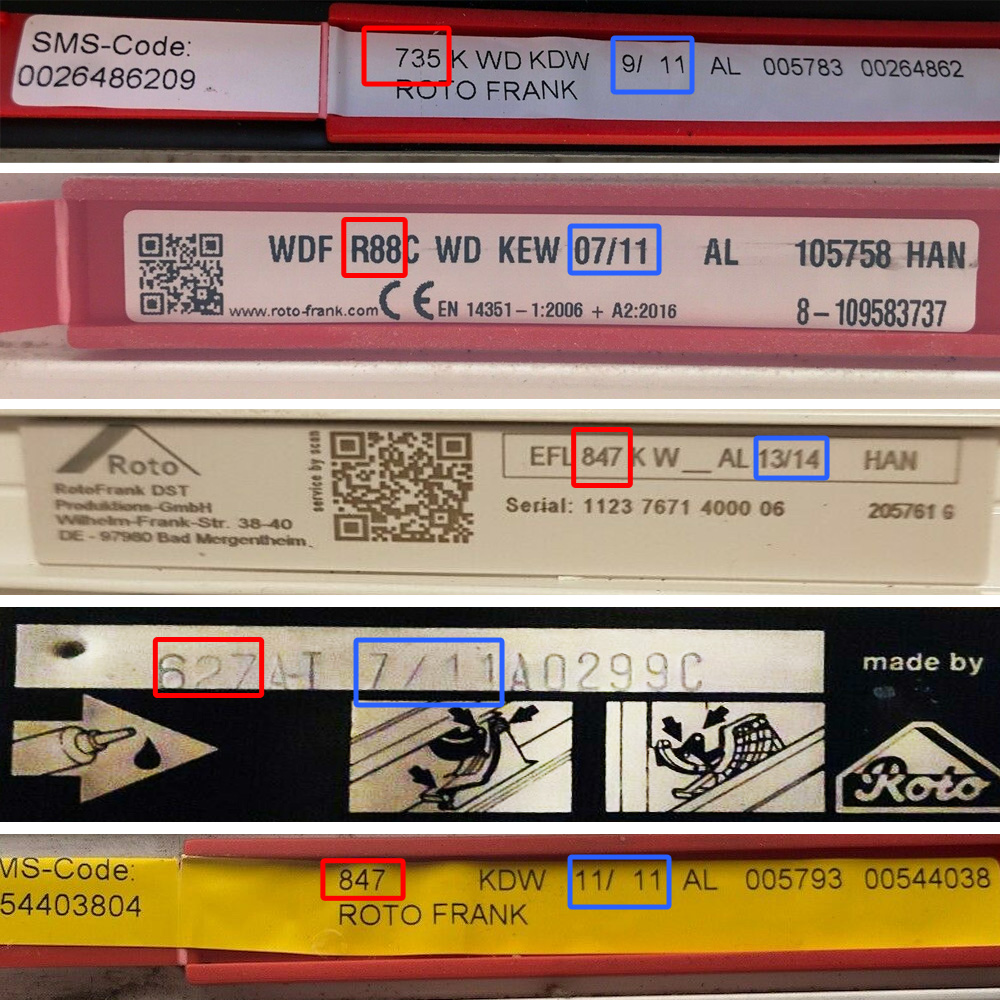 SMS-Code:
0026486209
735 K WD KDW 9/ 11 AL 005783 00264862
ROTO FRANK
WDF R88C WD KEW 07/11 AL 105758 HAN
www.roto-frank.com CE EN 14351-1:2006 + A2:2016 8-109583737
Roto
RotoFrank DST
Produktions-GmbH
Wilhelm-Frank-Str. 38-40
DE - 97980 Bad Mergentheim
service by scan
EFL 847 K W__ AL 13/14 HAN
Serial: 1123 7671 4000 06 205761 6
627AT 7/11A0299C
made by
Roto
MS-Code:
54403804
847 KDW 11/ 11 AL 005793 00544038
ROTO FRANK